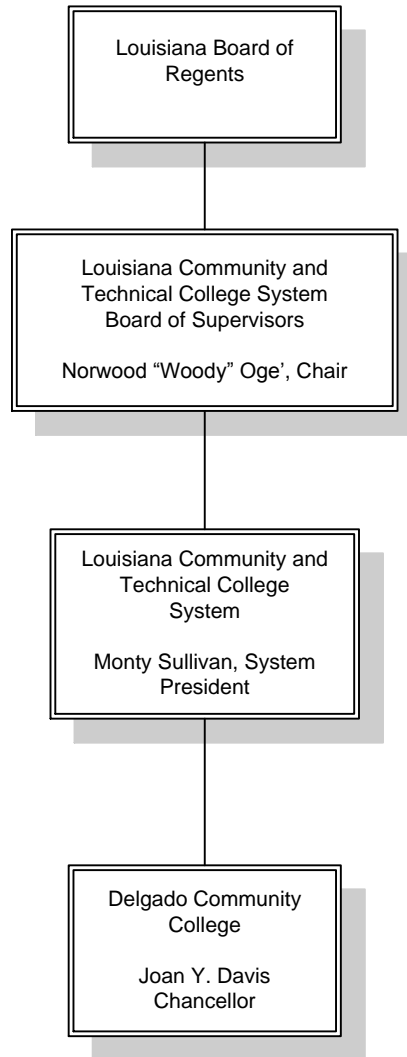 Louisiana Board of
Regents
Louisiana Community and
Technical College System
Board of Supervisors
Norwood “Woody” Oge’, Chair
Louisiana Community and
Technical College
System
Monty Sullivan, System
President
Delgado Community
College
Joan Y. Davis
Chancellor